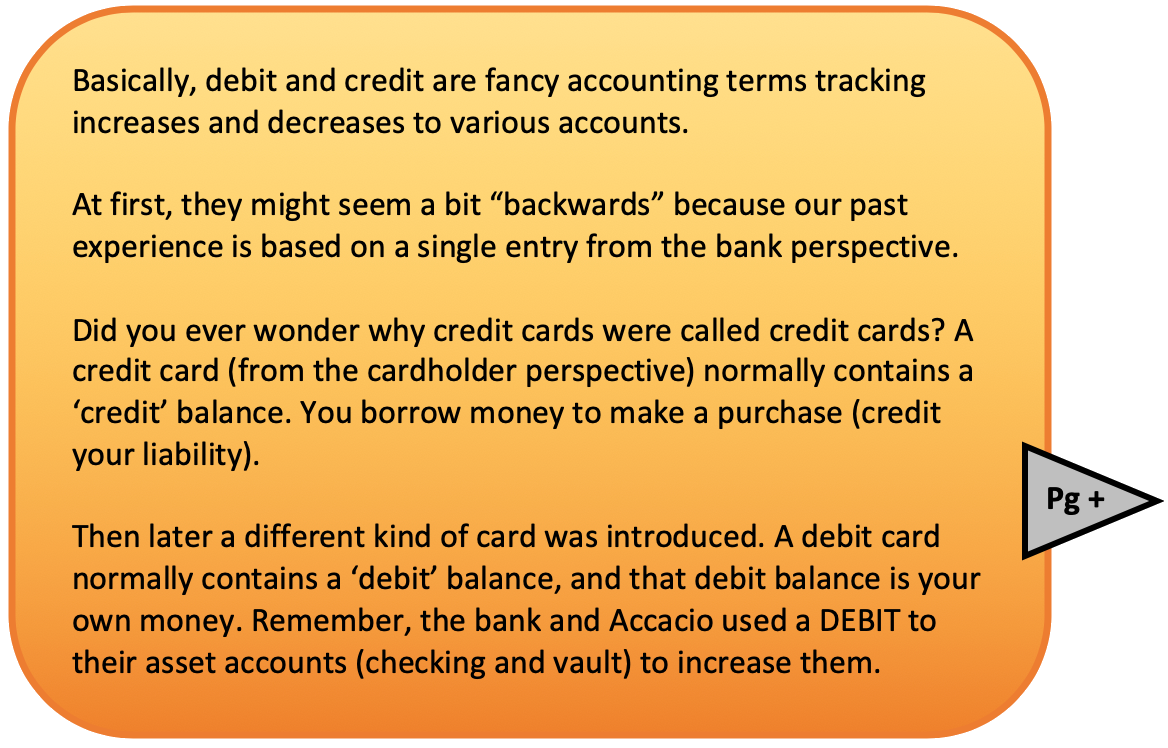 Basically, debit and credit are fancy accounting terms tracking
increases and decreases to various accounts.
At first, they might seem a bit “backwards” because our past
experience is based on a single entry from the bank perspective.
Did you ever wonder why credit cards were called credit cards? A
credit card (from the cardholder perspective) normally contains a
‘credit’ balance. You borrow money to make a purchase (credit
your liability).
Then later a different kind of card was introduced. A debit card
normally contains a ‘debit’ balance, and that debit balance is your
own money. Remember, the bank and Accacio used a DEBIT to
their asset accounts (checking and vault) to increase them.
Pg +